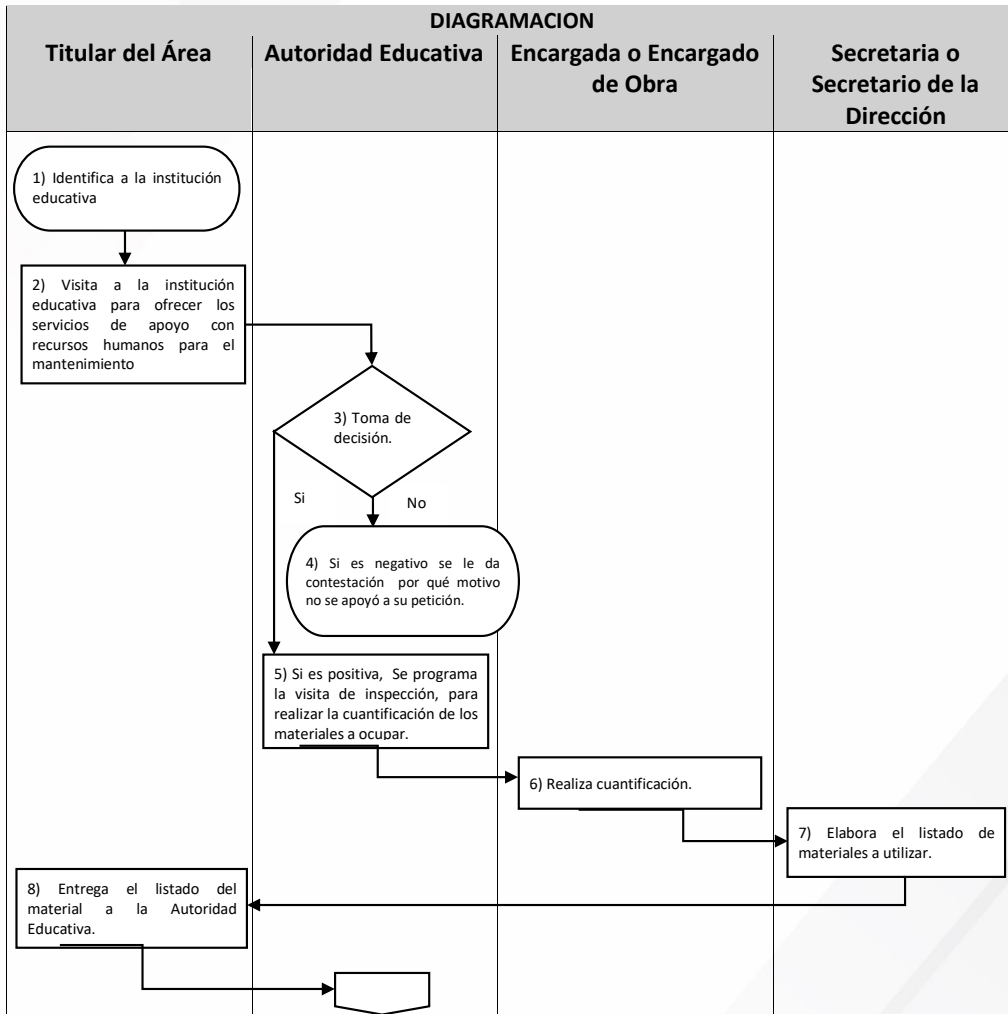 DIAGRAMACION
Titular del Área
Autoridad Educativa
Encargada o Encargado
de Obra
Secretaria o
Secretario de la
Dirección
1) Identifica a la institución
educativa
2) Visita a la institución
educativa para ofrecer los
servicios de apoyo con
recursos humanos para el
mantenimiento
3) Toma de
decisión.
Si
No
4) Si es negativo se le da
contestación por qué motivo
no se apoyó a su petición.
5) Si es positiva, Se programa
la visita de inspección, para
realizar la cuantificación de los
materiales a ocupar.
6) Realiza cuantificación.
7) Elabora el listado de
materiales a utilizar.
8) Entrega el listado del
material a la Autoridad
Educativa.